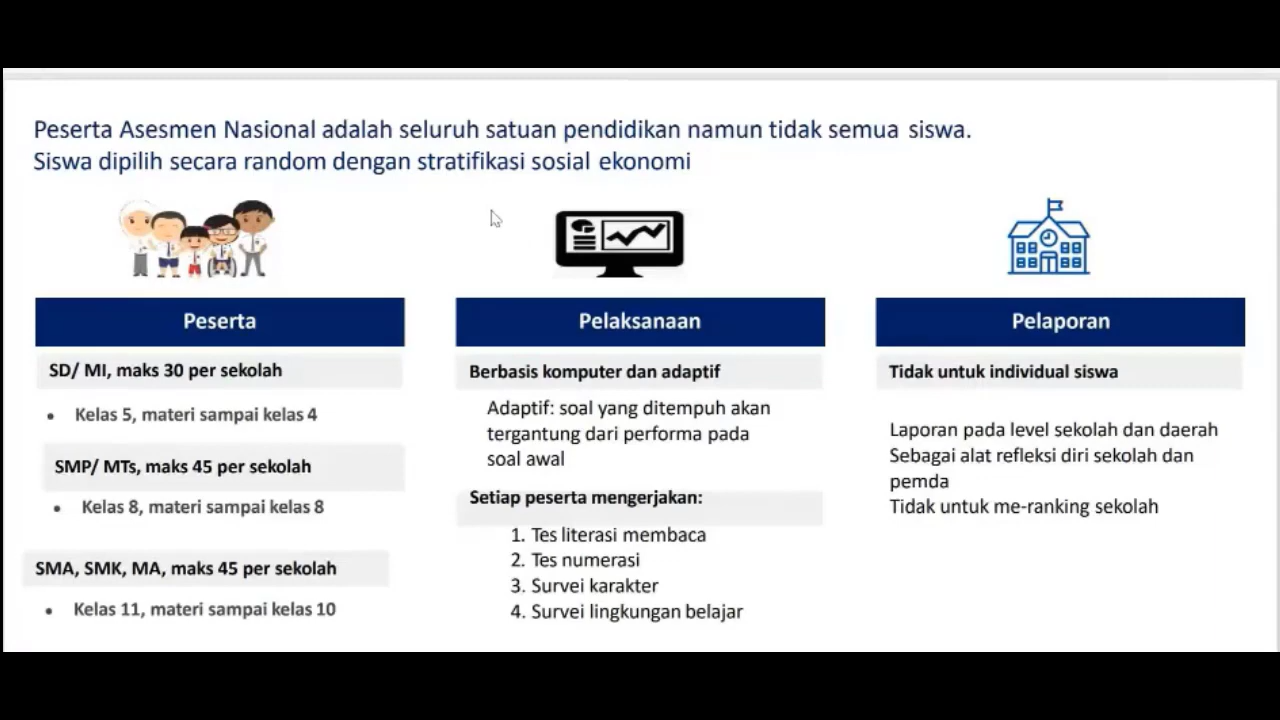 Peserta Asesmen Nasional adalah seluruh satuan pendidikan namun tidak semua siswa.
Siswa dipilih secara random dengan stratifikasi sosial ekonomi
Peserta
SD/ MI, maks 30 per sekolah
• Kelas 5, materi sampai kelas 4
SMP/ MTs, maks 45 per sekolah
• Kelas 8, materi sampai kelas 8
SMA, SMK, MA, maks 45 per sekolah
• Kelas 11, materi sampai kelas 10
Pelaksanaan
Berbasis komputer dan adaptif
Adaptif: soal yang ditempuh akan
tergantung dari performa pada
soal awal
Setiap peserta mengerjakan:
1. Tes literasi membaca
2. Tes numerasi
3. Survei karakter
4. Survei lingkungan belajar
Pelaporan
Tidak untuk individual siswa
Laporan pada level sekolah dan daerah
Sebagai alat refleksi diri sekolah dan
pemda
Tidak untuk me-ranking sekolah